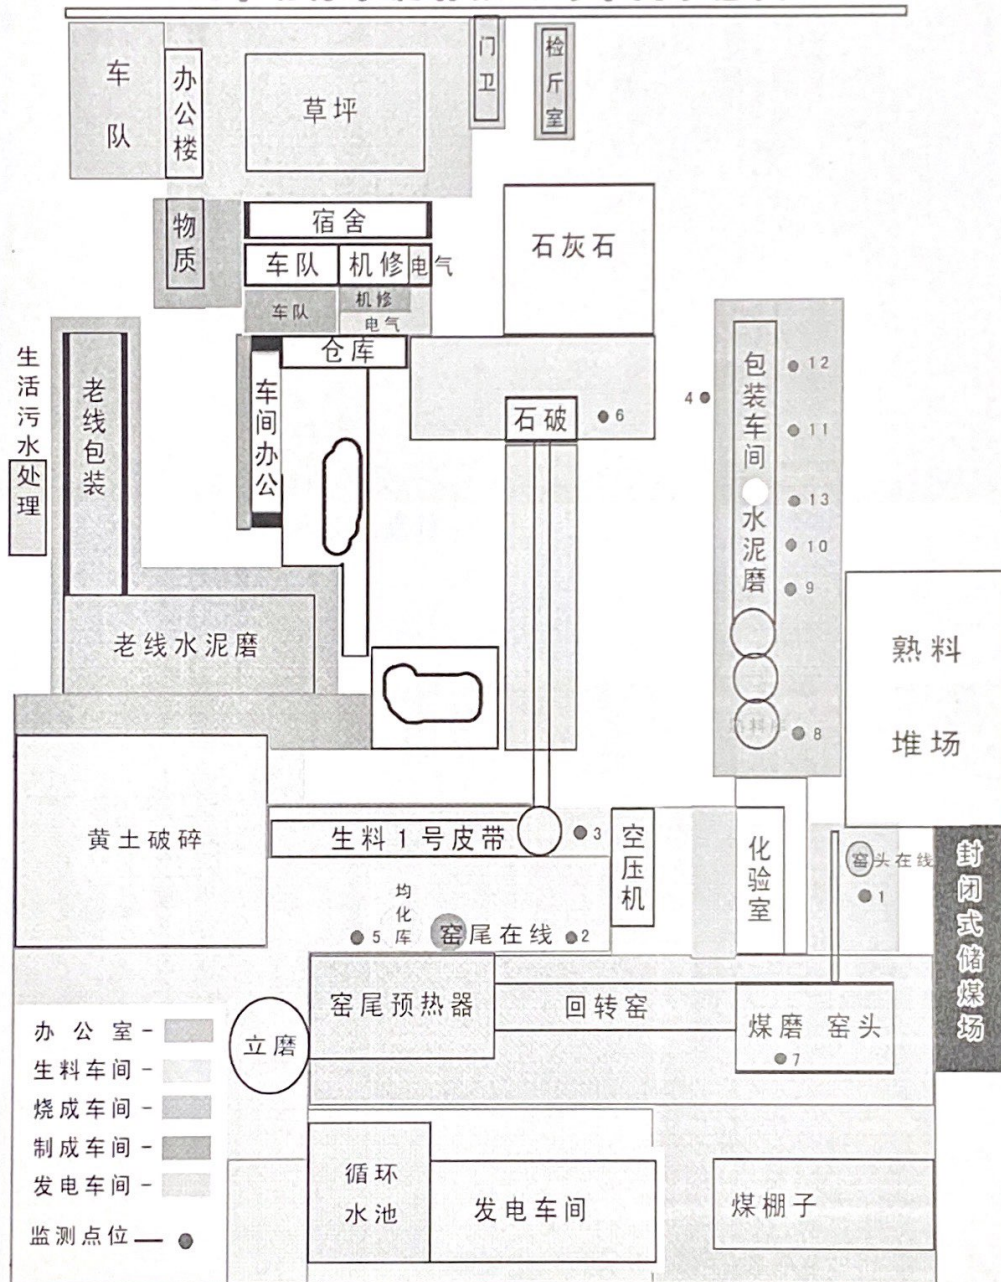 车队
办公楼
草坪
门卫
检斤室
物质
宿舍
车队
机修
电气
车队
机修
电气
石灰石
仓库
生活污水处理
老线包装
车间办公
石破
6
4
包装车间
水泥磨
12
11
13
10
9
8
老线水泥磨
熟料
堆场
黄土破碎
生料1号皮带
3
空压机
化验室
窑头在线
1
封闭式储煤场
均化库
5
窑尾在线
2
窑尾预热器
回转窑
煤磨 窑头
7
立磨
办公室-
生料车间-
烧成车间-
制成车间-
发电车间-
监测点位—
循环
水池
发电车间
煤棚子